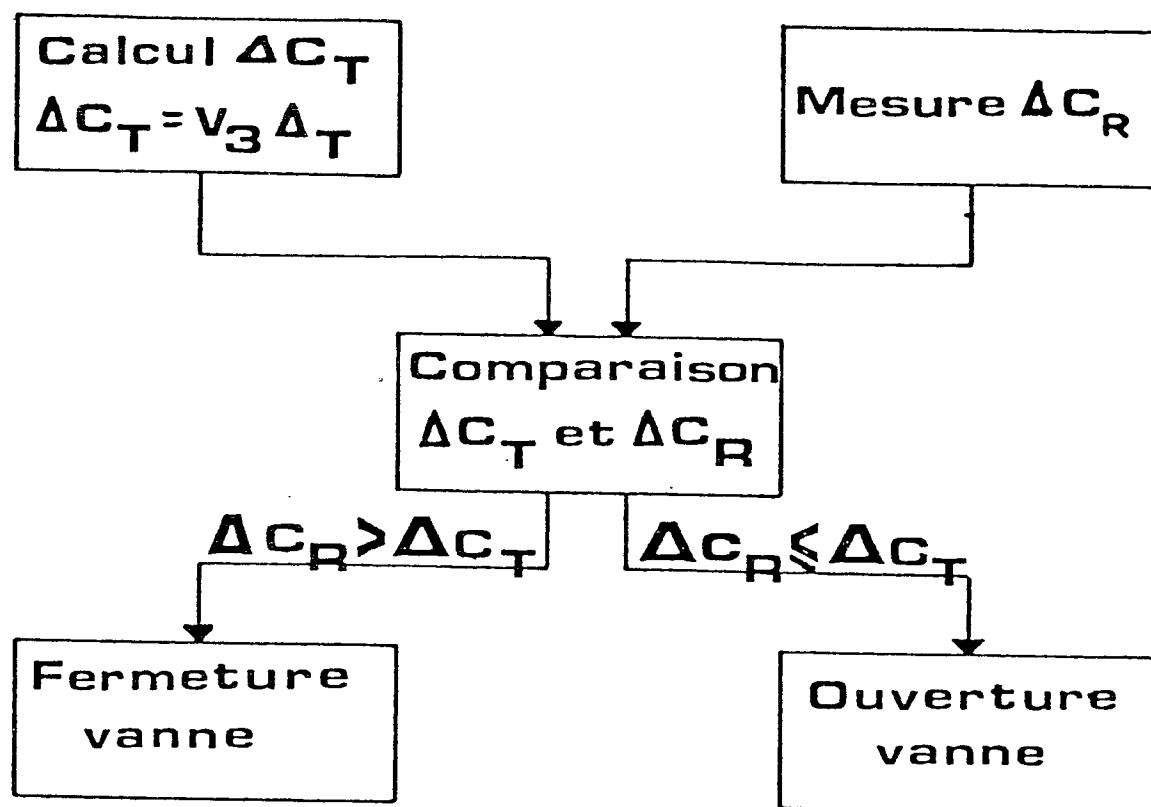 Calcul ΔC_T
ΔC_T = V_3 Δ_T
Mesure ΔC_R
Comparaison
ΔC_T et ΔC_R
ΔC_R > ΔC_T
ΔC_R ⩽ ΔC_T
Fermeture
vanne
Ouverture
vanne